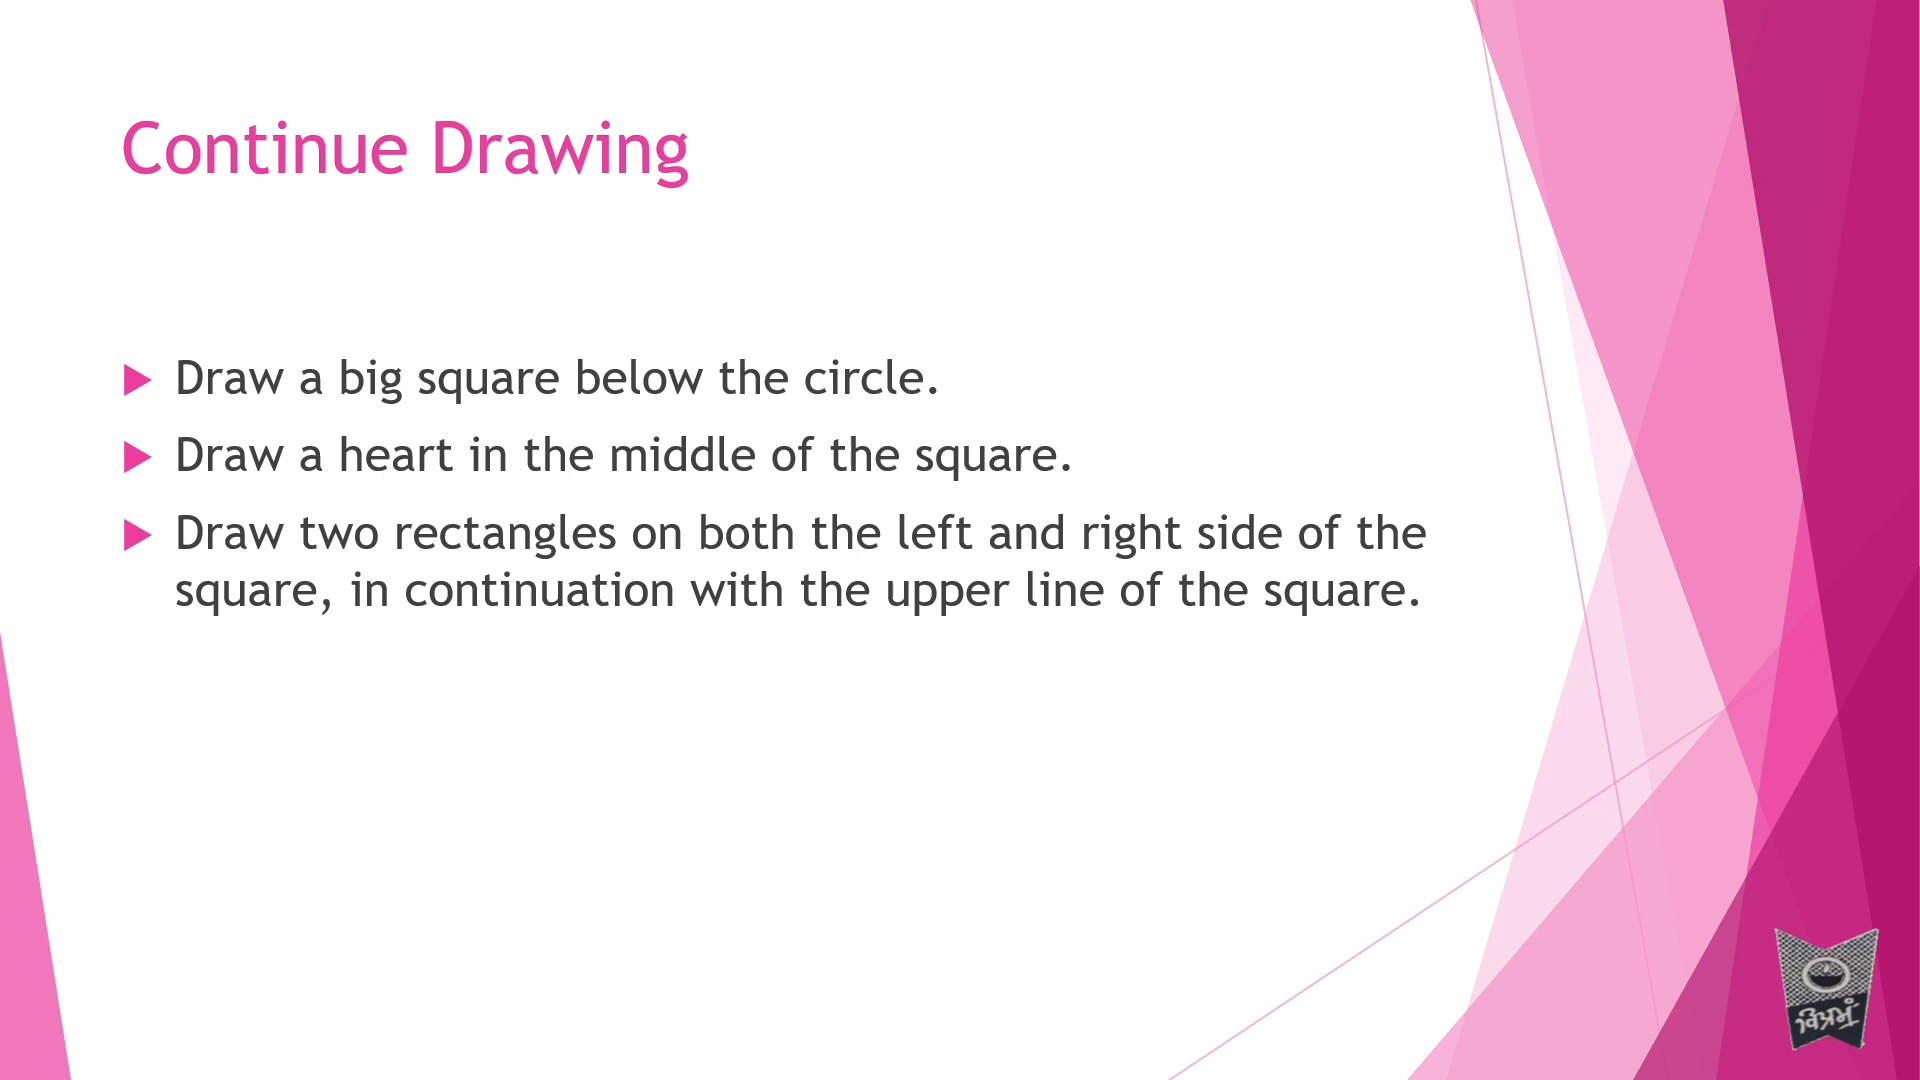 Continue Drawing
Draw a big square below the circle.
Draw a heart in the middle of the square.
Draw two rectangles on both the left and right side of the
square, in continuation with the upper line of the square.